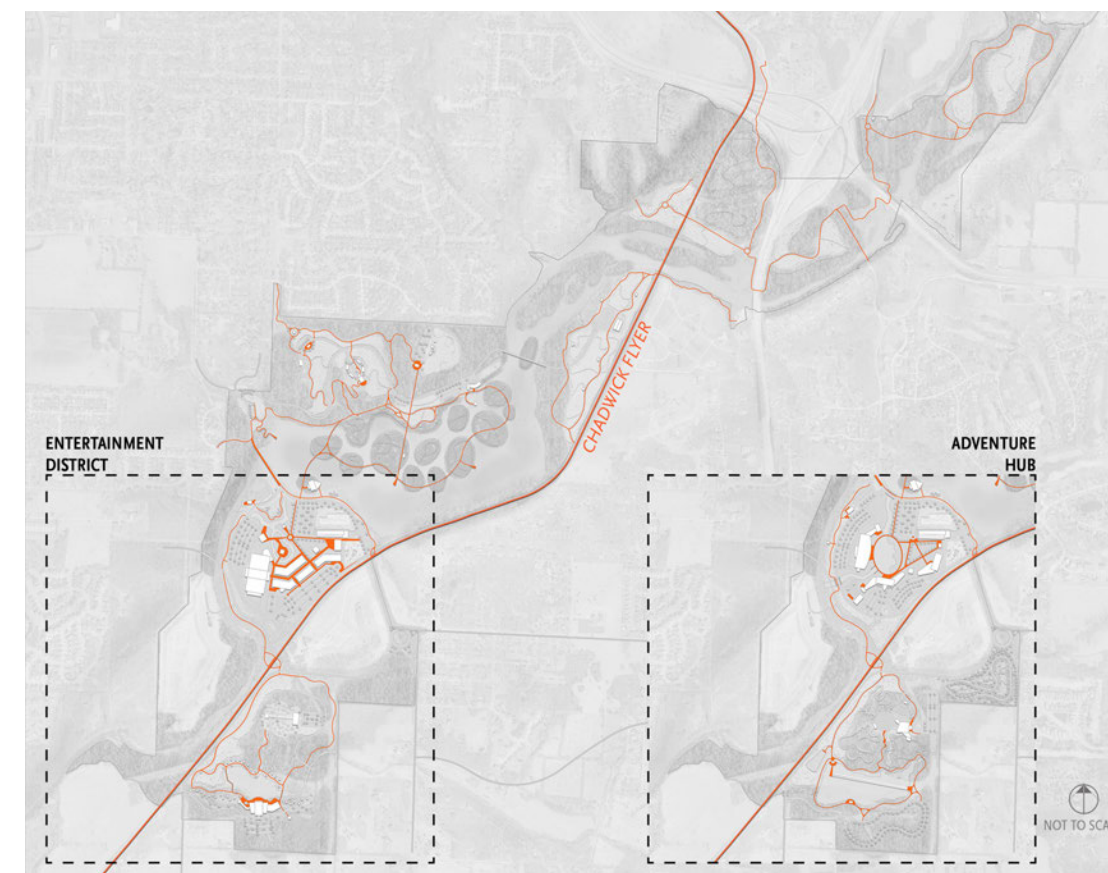 CHADWICK FLYER
ENTERTAINMENT
DISTRICT
ADVENTURE
HUB
NOT TO SCA